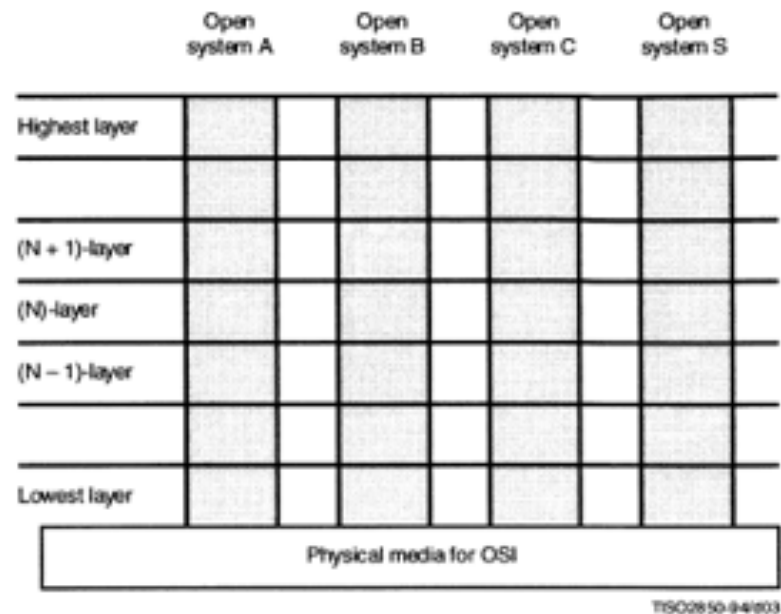 Open system A
Open system B
Open system C
Open system S
Highest layer
(N + 1)-layer
(N)-layer
(N – 1)-layer
Lowest layer
Physical media for OSI
TISO2850-94/d03